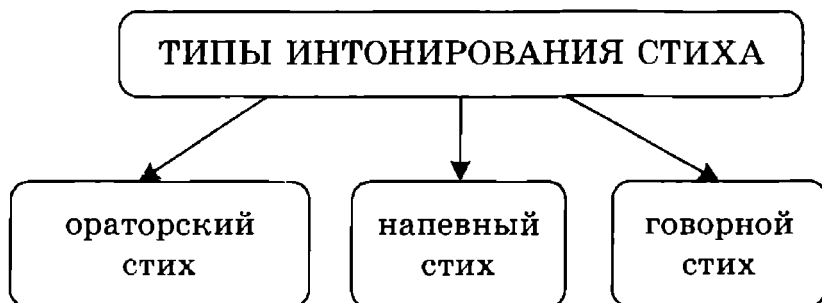 ТИПЫ ИНТОНИРОВАНИЯ СТИХА
ораторский
стих
напевный
стих
говорной
стих